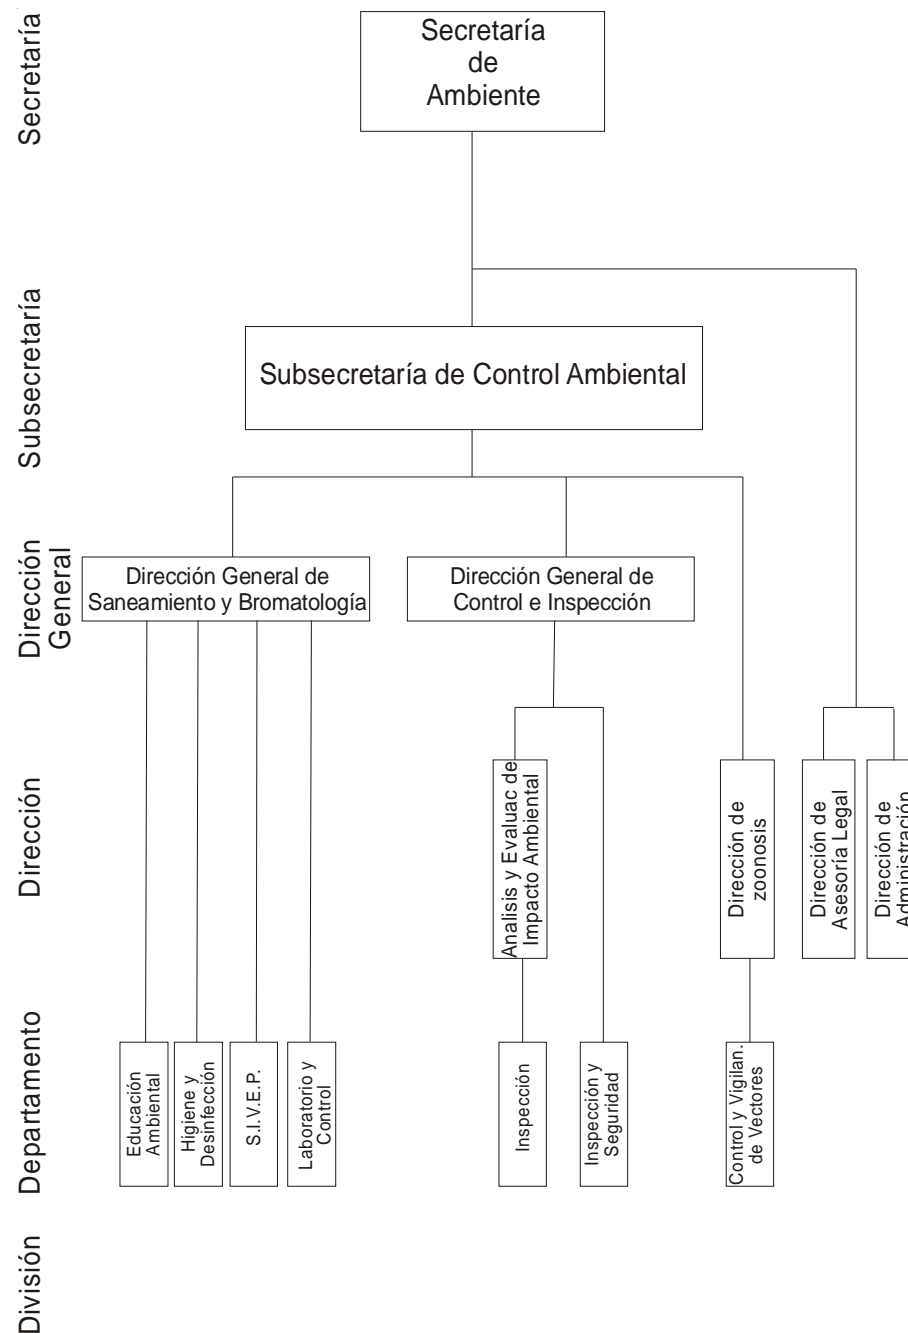 Secretaría
Secretaría
de
Ambiente
Subsecretaría
Subsecretaría de Control Ambiental
Dirección
General
Dirección General de
Saneamiento y Bromatología
Dirección General de
Control e Inspección
Dirección
Analisis y Evaluac de
Impacto Ambiental
Dirección de
zoonosis
Dirección de
Asesoría Legal
Dirección de
Administración
Departamento
Educación
Ambiental
Higiene y
Desinfección
S.I.V.E.P.
Laboratorio y
Control
Inspección
Inspección y
Seguridad
Control y Vigilan.
de Vectores
División